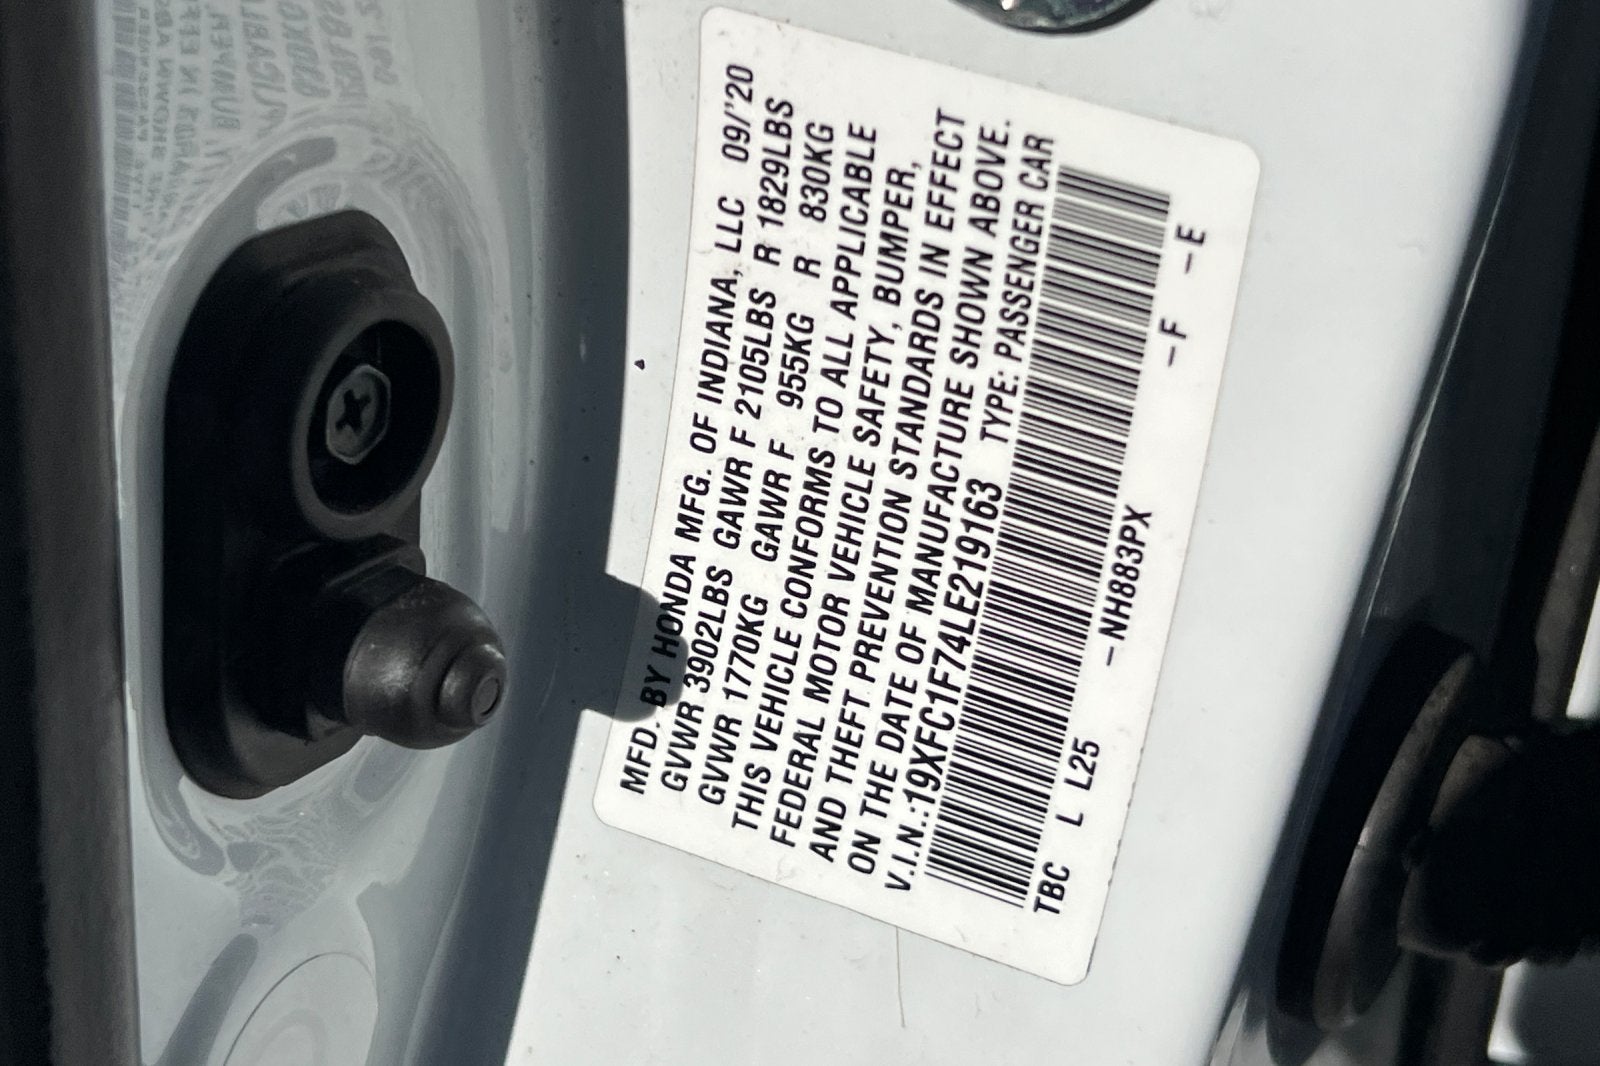 MFD. BY HONDA MFG. OF INDIANA, LLC 09/'20
GVWR 3902LBS GAWR F 2105LBS R 1829LBS
GVWR 1770KG GAWR F 955KG R 830KG
THIS VEHICLE CONFORMS TO ALL APPLICABLE
FEDERAL MOTOR VEHICLE SAFETY, BUMPER,
AND THEFT PREVENTION STANDARDS IN EFFECT
ON THE DATE OF MANUFACTURE SHOWN ABOVE.
V.I.N.:19XFC1F74LE219163 TYPE: PASSENGER CAR
TBC L L25 –NH883PX –F –E